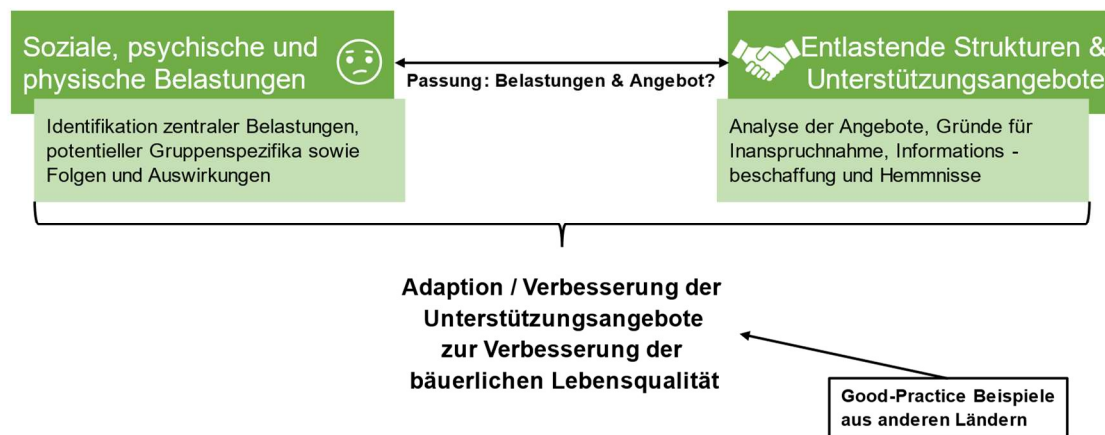 Soziale, psychische und
physische Belastungen
Passung: Belastungen & Angebot?
Entlastende Strukturen &
Unterstützungsangebote
Identifikation zentraler Belastungen,
potentieller Gruppenspezifika sowie
Folgen und Auswirkungen
Analyse der Angebote, Gründe für
Inanspruchnahme, Informations -
beschaffung und Hemmnisse
Adaption / Verbesserung der
Unterstützungsangebote
zur Verbesserung der
bäuerlichen Lebensqualität
Good-Practice Beispiele
aus anderen Ländern